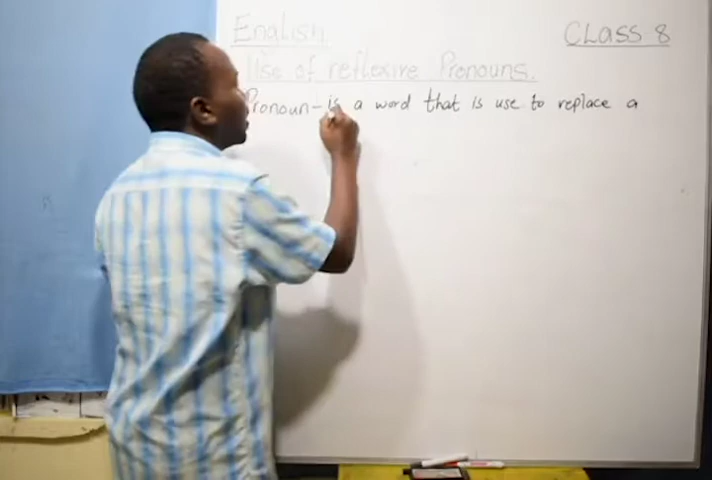 English
CLass 8
Use of reflexive Pronouns.
Pronoun - is a word that is use to replace a